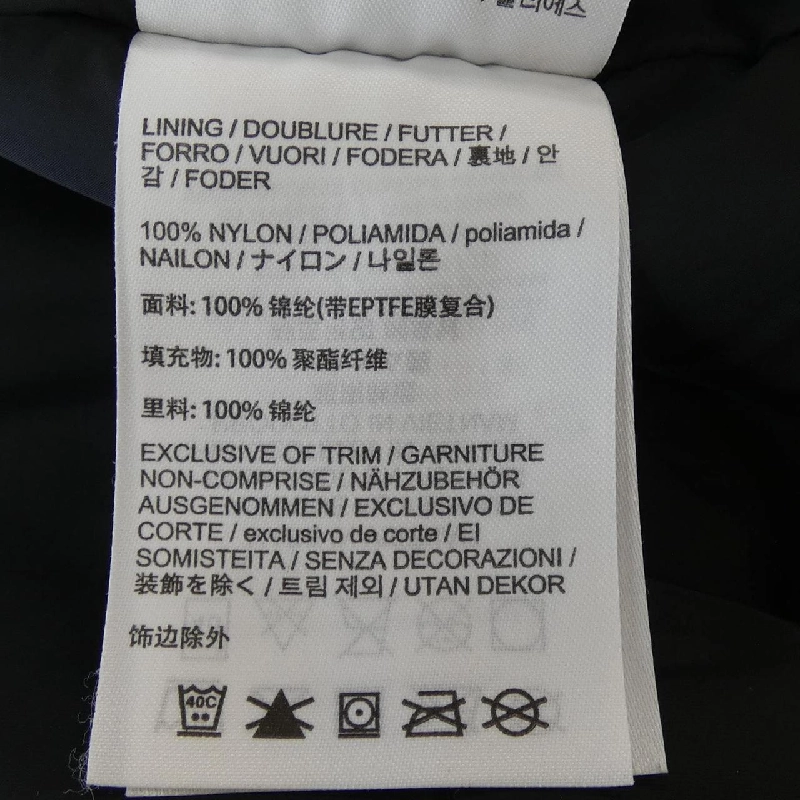 LINING / DOUBLURE / FUTTER /
FORRO / VUORI / FODERA / 裏地 / 안
감 / FODER
100% NYLON / POLIAMIDA / poliamida /
NAILON / ナイロン / 나일론
面料: 100% 锦纶(带EPTFE膜复合)
填充物: 100% 聚酯纤维
里料: 100% 锦纶
EXCLUSIVE OF TRIM / GARNITURE
NON-COMPRISE / NÄHZUBEHÖR
AUSGENOMMEN / EXCLUSIVO DE
CORTE / exclusivo de corte / EI
SOMISTEITA / SENZA DECORAZIONI /
装飾を除く / 트림 제외 / UTAN DEKOR
饰边除外
40C